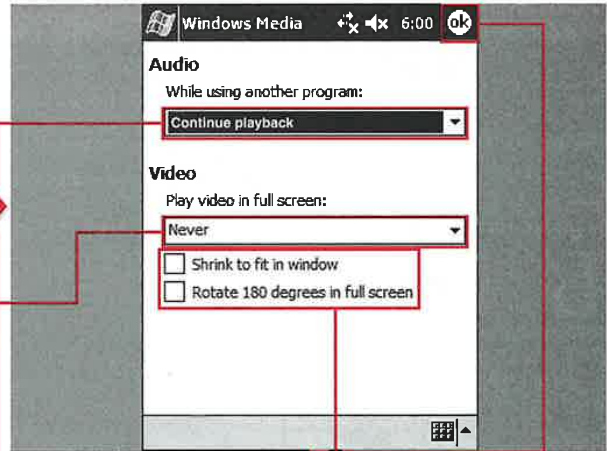 Windows Media 6:00 ok
Audio
While using another program:
Continue playback
Video
Play video in full screen:
Never
Shrink to fit in window
Rotate 180 degrees in full screen